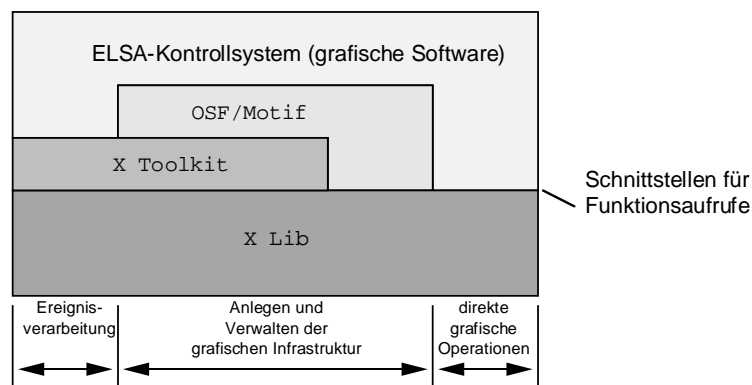 ELSA-Kontrollsystem (grafische Software)
OSF/Motif
X Toolkit
X Lib
Schnittstellen für
Funktionsaufrufe
Ereignis-
verarbeitung
Anlegen und
Verwalten der
grafischen Infrastruktur
direkte
grafische
Operationen